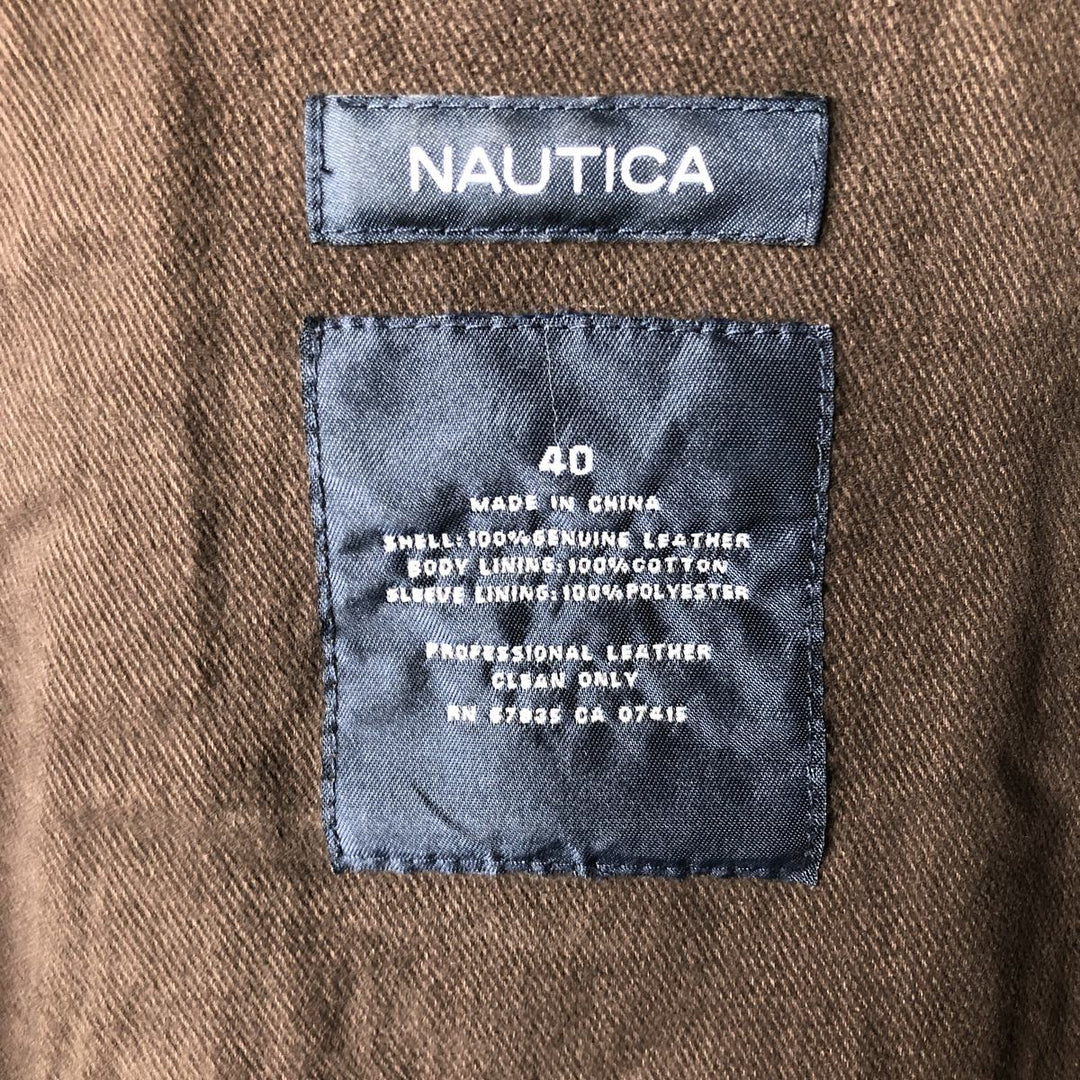 NAUTICA
40
MADE IN CHINA
SHELL: 100% GENUINE LEATHER
BODY LINING: 100% COTTON
SLEEVE LINING: 100% POLYESTER
PROFESSIONAL LEATHER
CLEAN ONLY
RN 67835 CA 07415